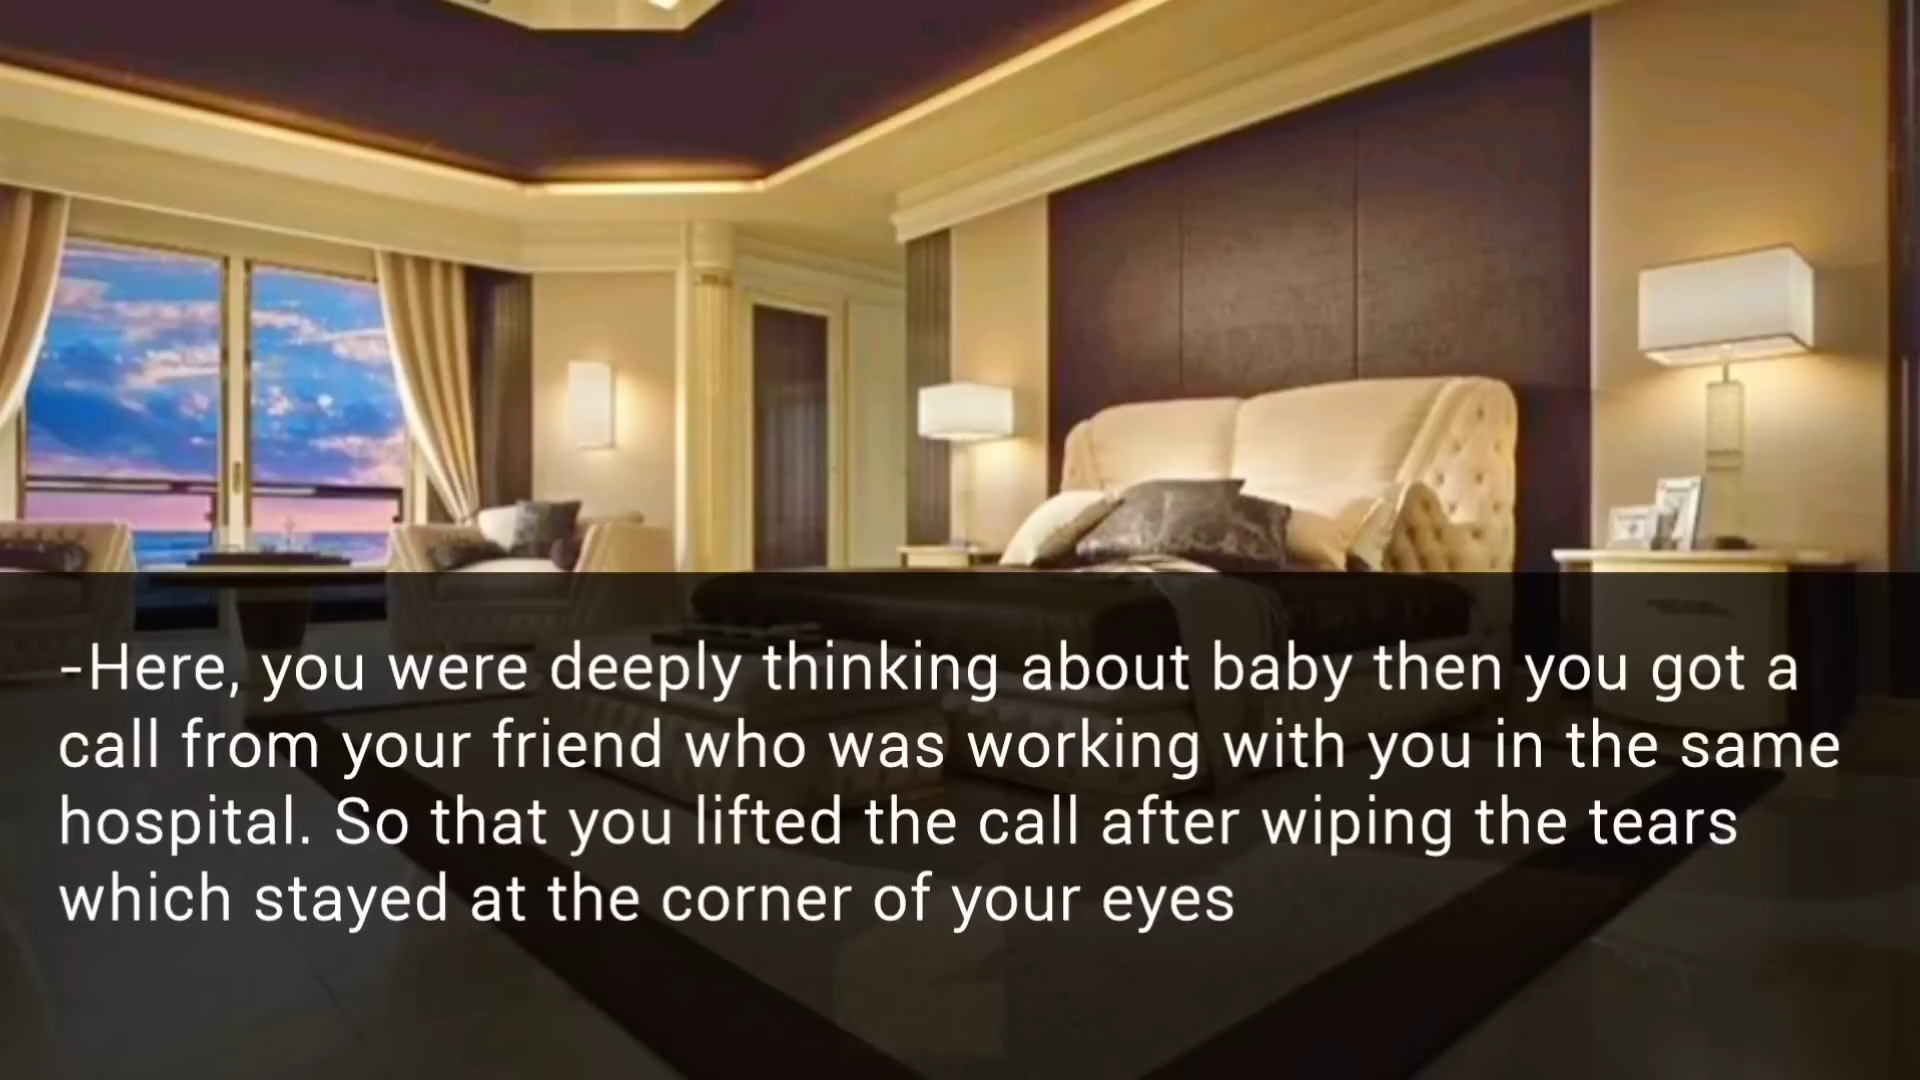 -Here, you were deeply thinking about baby then you got a
call from your friend who was working with you in the same
hospital. So that you lifted the call after wiping the tears
which stayed at the corner of your eyes